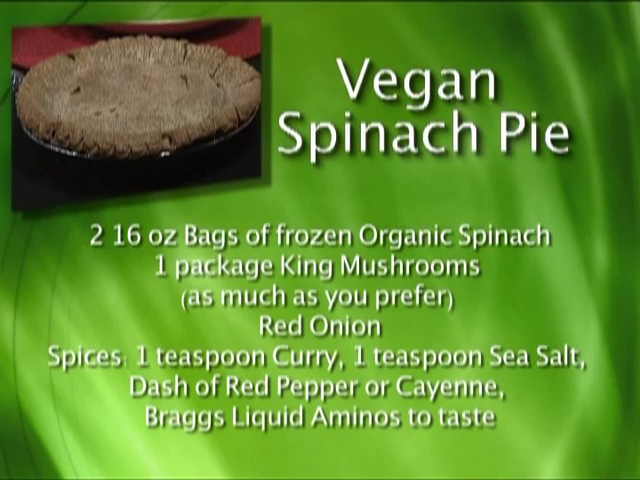 Vegan
Spinach Pie
2 16 oz Bags of frozen Organic Spinach
1 package King Mushrooms
(as much as you prefer)
Red Onion
Spices: 1 teaspoon Curry, 1 teaspoon Sea Salt,
Dash of Red Pepper or Cayenne,
Braggs Liquid Aminos to taste